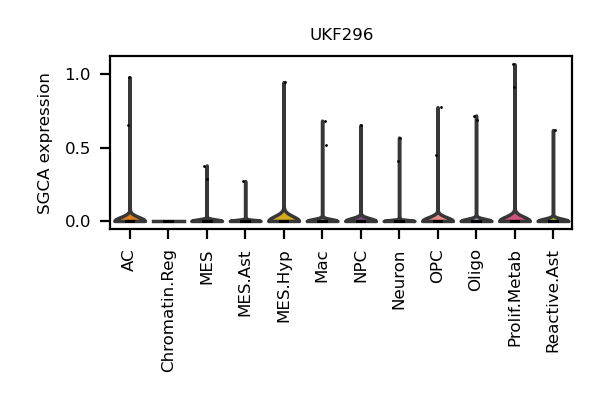 UKF296
SGCA expression
1.0
0.5
0.0
AC
Chromatin.Reg
MES
MES.Ast
MES.Hyp
Mac
NPC
Neuron
OPC
Oligo
Prolif.Metab
Reactive.Ast